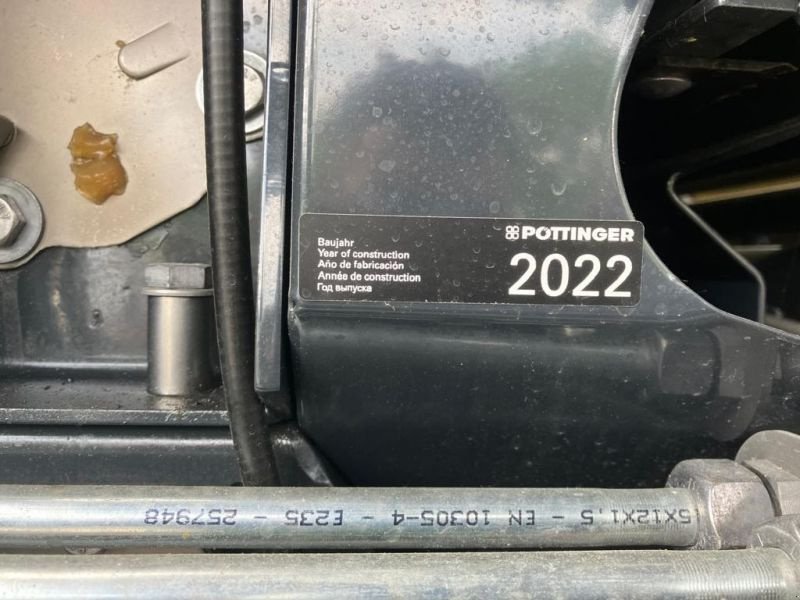 Baujahr
Year of construction
Año de fabricación
Année de construction
Год выпуска
PÖTTINGER
2022
5X12X1,5 - EN 10305-4 - E235 - 257948